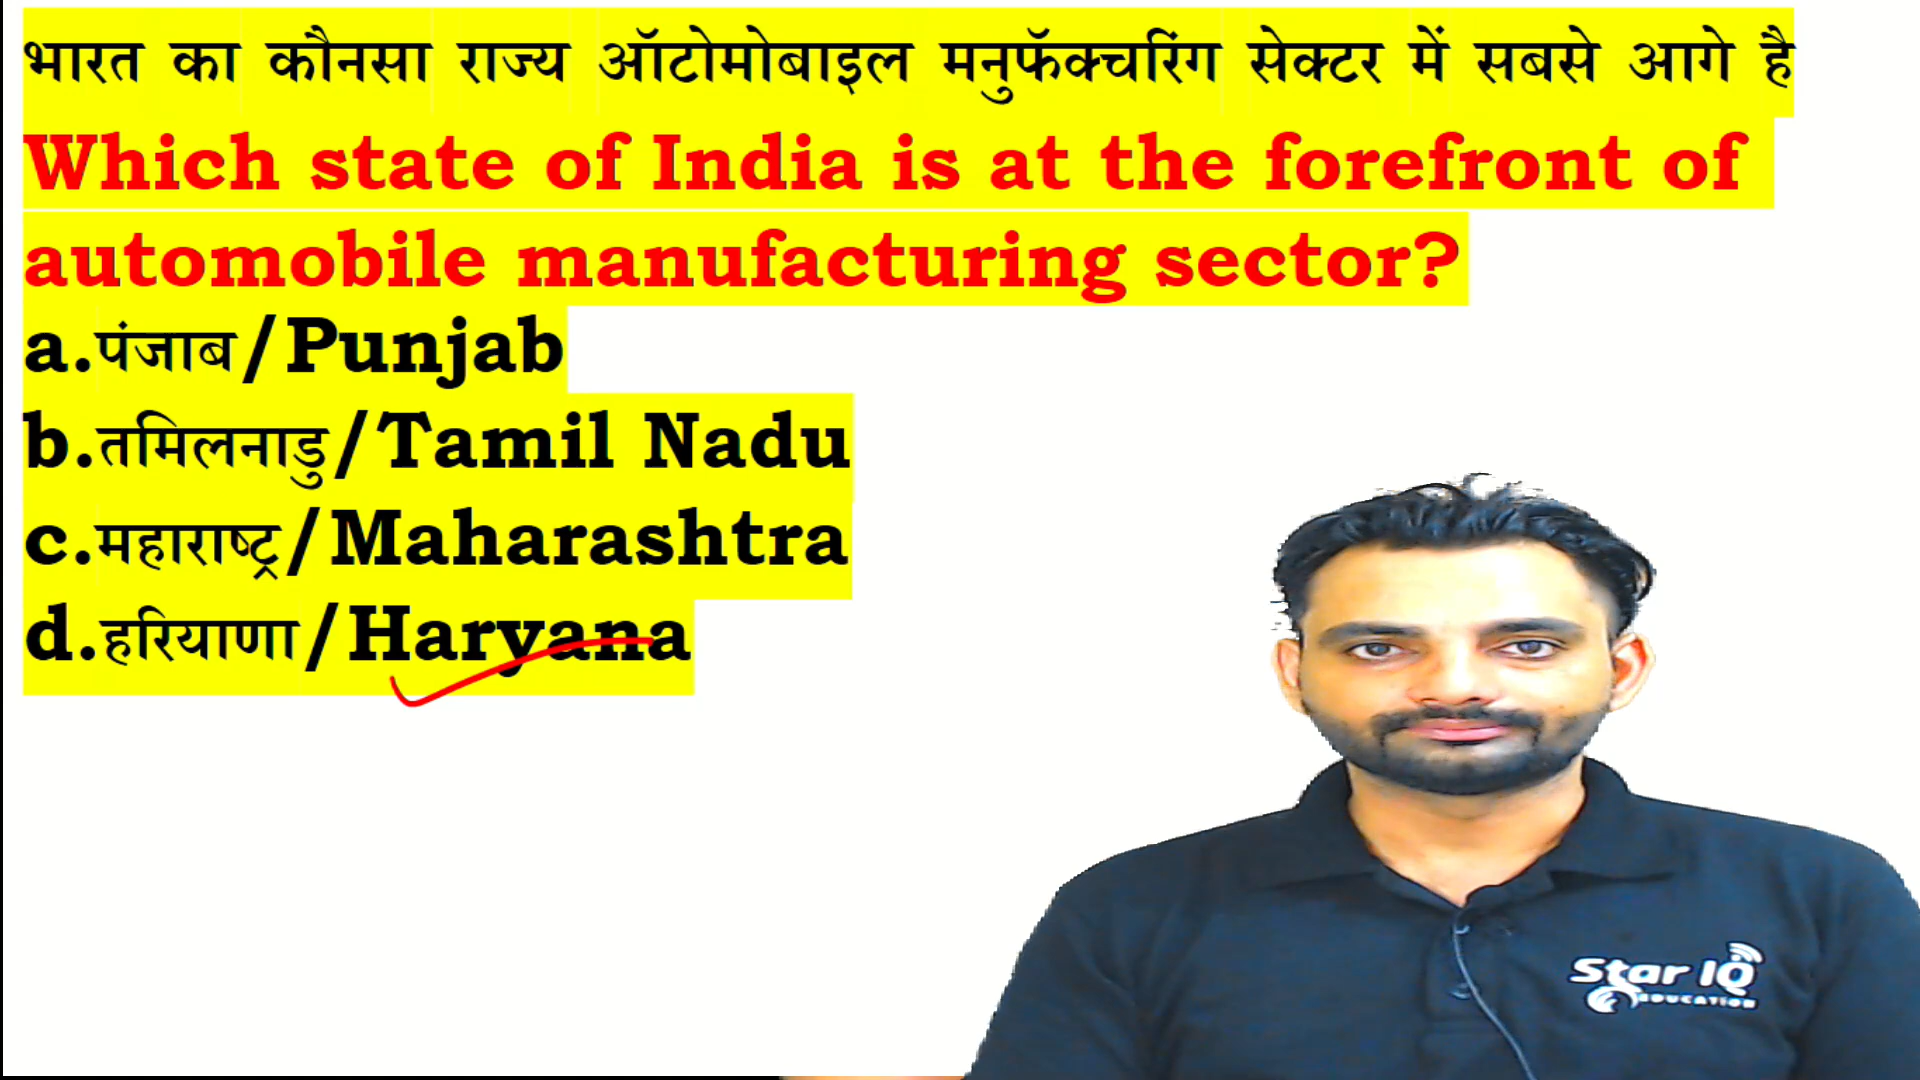 भारत का कौनसा राज्य ऑटोमोबाइल मनुफॅक्चरिंग सेक्टर में सबसे आगे है
Which state of India is at the forefront of
automobile manufacturing sector?
a.पंजाब/Punjab
b.तमिलनाडु/Tamil Nadu
c.महाराष्ट्र/Maharashtra
d.हरियाणा/Haryana
Star IQ
EDUCATION